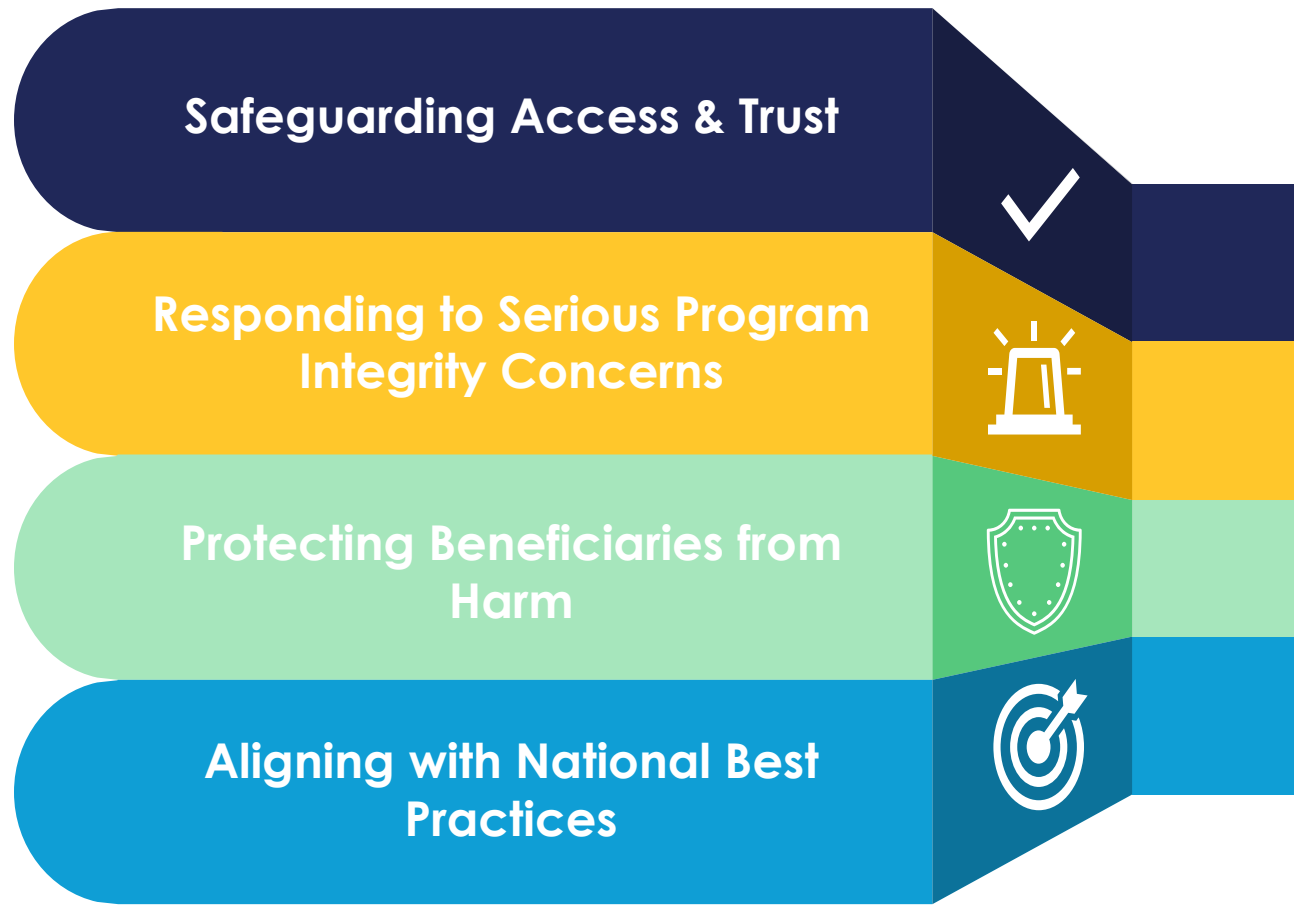 Safeguarding Access & Trust
Responding to Serious Program
Integrity Concerns
Protecting Beneficiaries from
Harm
Aligning with National Best
Practices